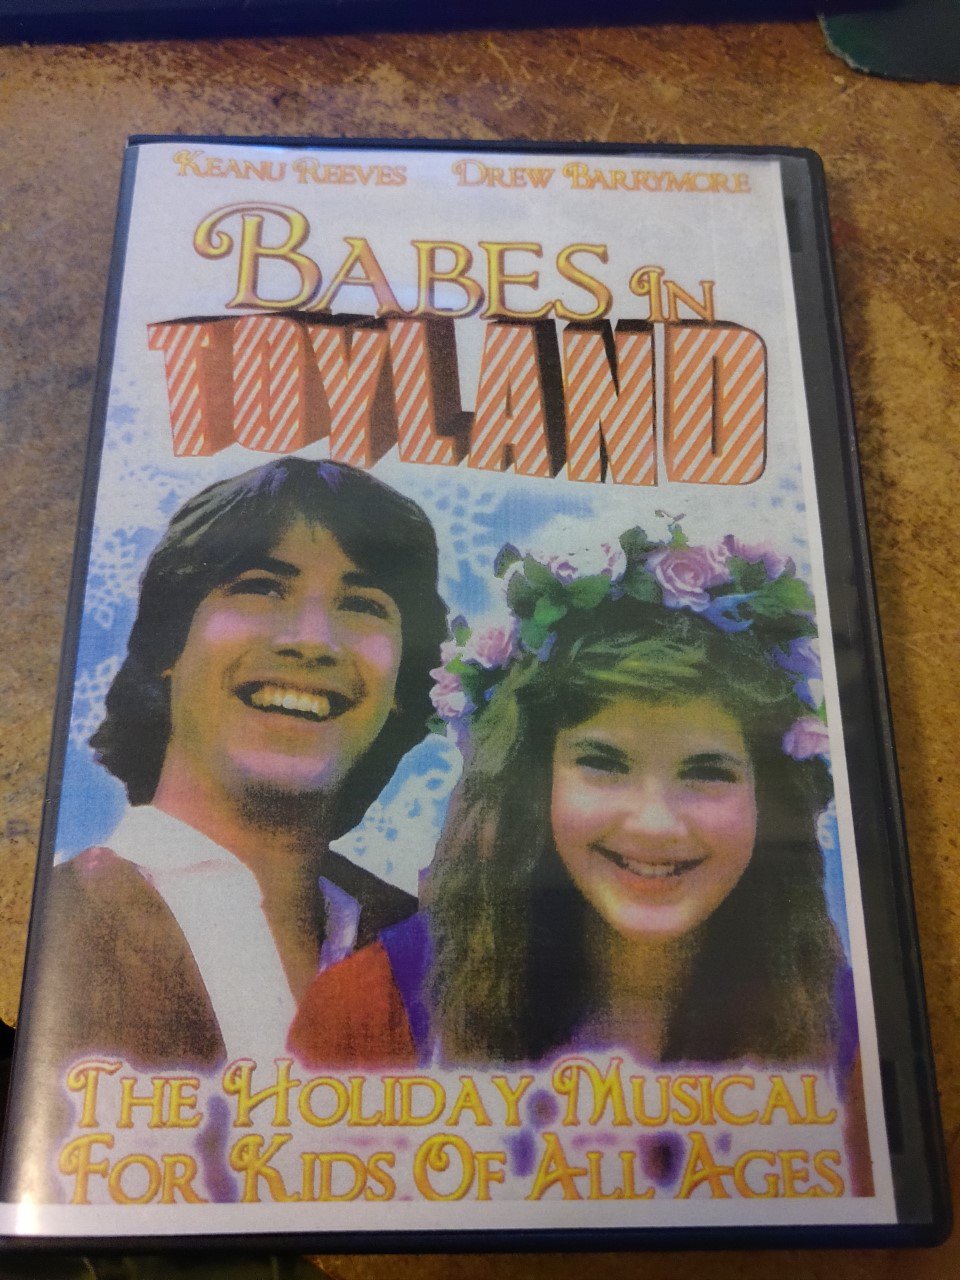 KEANU REEVES DREW BARRYMORE
BABES IN
TOYLAND
THE HOLIDAY MUSICAL
FOR KIDS OF ALL AGES